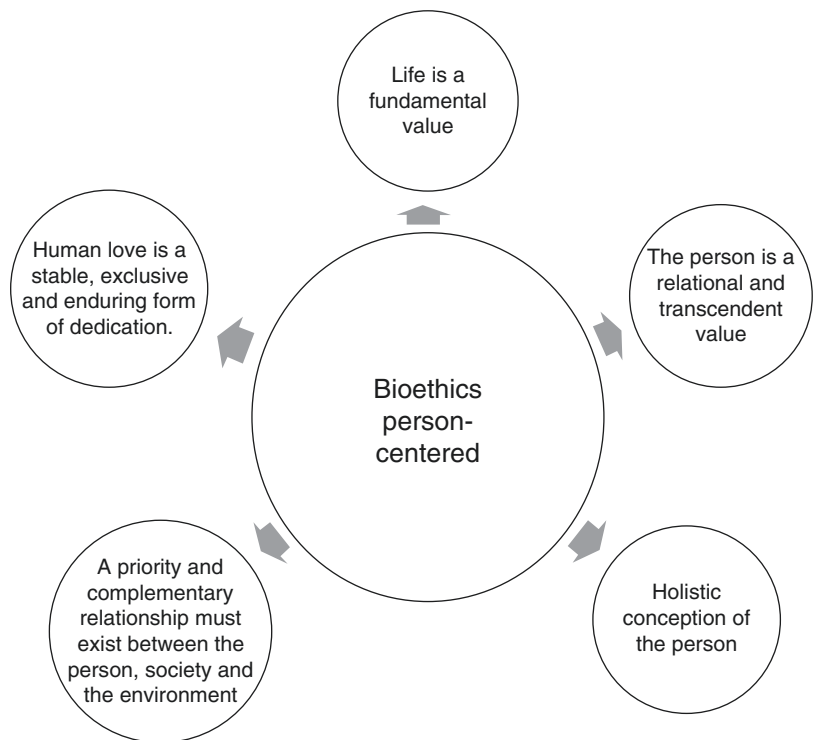 Life is a
fundamental
value
Human love is a
stable, exclusive
and enduring form
of dedication.
The person is a
relational and
transcendent
value
Bioethics
person-
centered
A priority and
complementary
relationship must
exist between the
person, society and
the environment
Holistic
conception of
the person